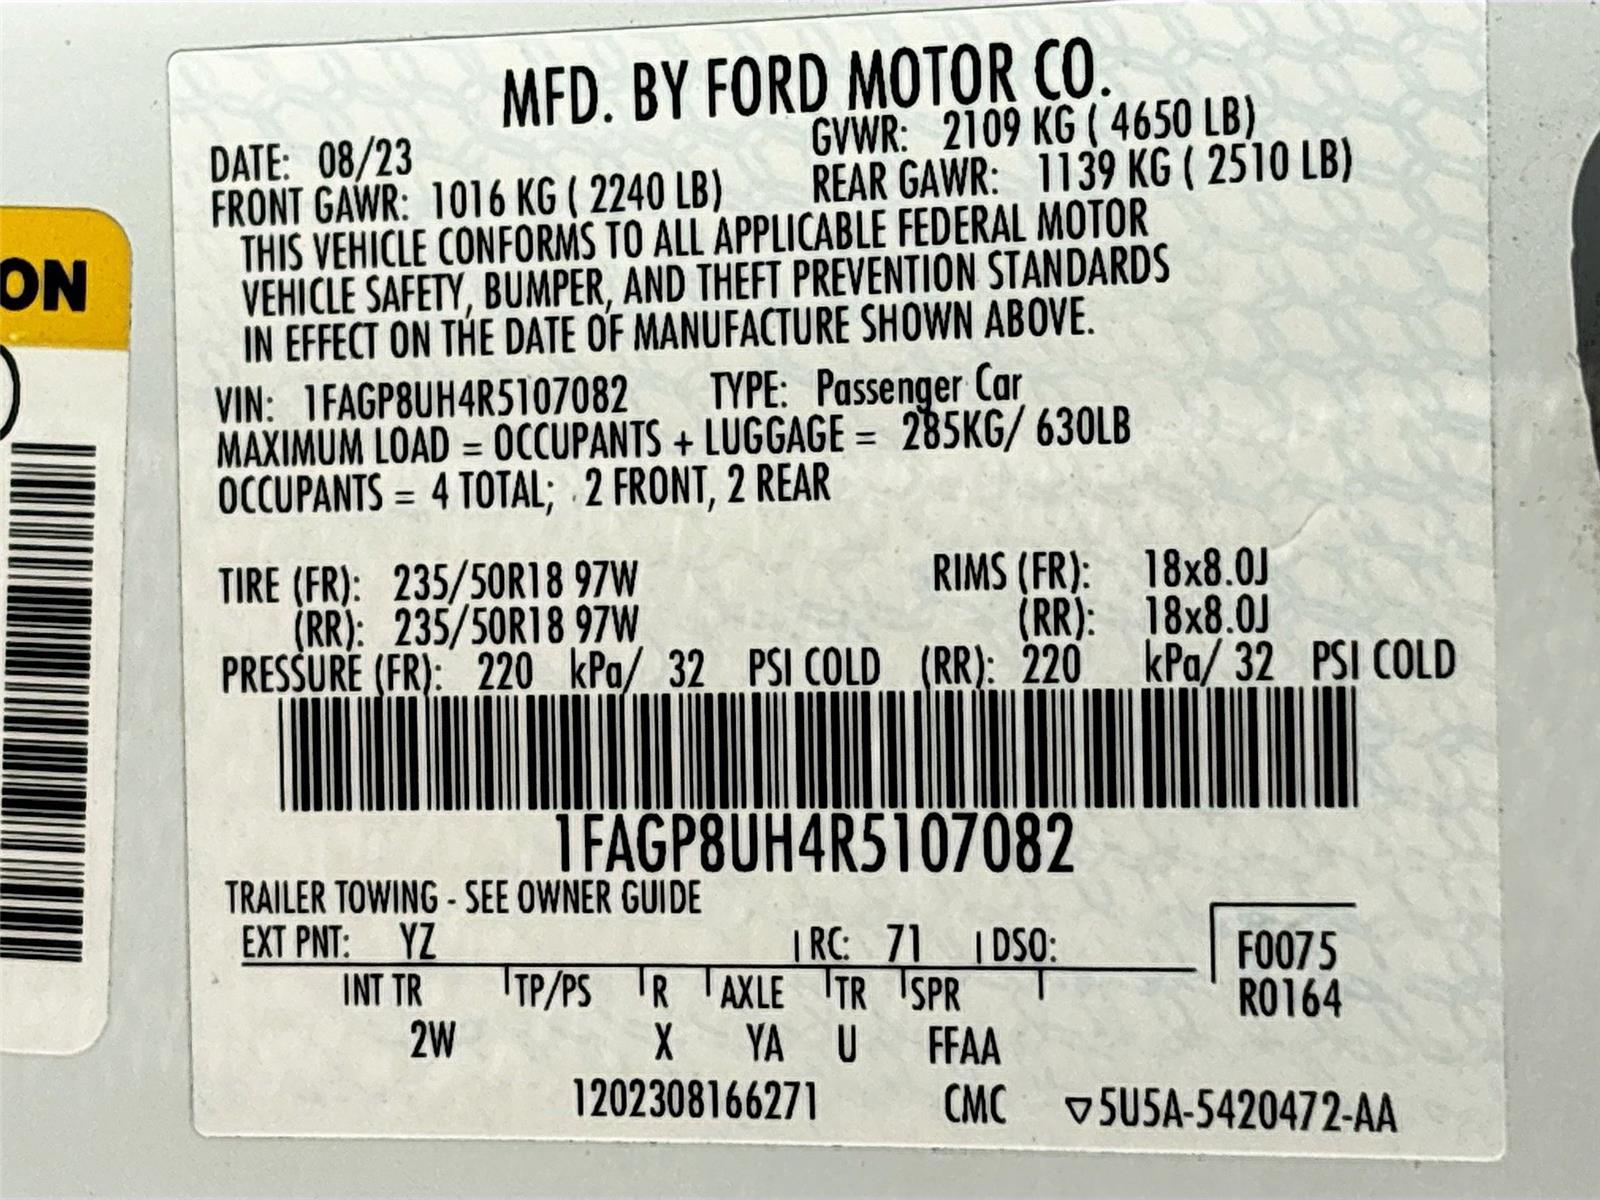 MFD. BY FORD MOTOR CO.
DATE: 08/23 GVWR: 2109 KG ( 4650 LB)
FRONT GAWR: 1016 KG ( 2240 LB) REAR GAWR: 1139 KG ( 2510 LB)
THIS VEHICLE CONFORMS TO ALL APPLICABLE FEDERAL MOTOR
VEHICLE SAFETY, BUMPER, AND THEFT PREVENTION STANDARDS
IN EFFECT ON THE DATE OF MANUFACTURE SHOWN ABOVE.
VIN: 1FAGP8UH4R5107082 TYPE: Passenger Car
MAXIMUM LOAD = OCCUPANTS + LUGGAGE = 285KG/ 630LB
OCCUPANTS = 4 TOTAL; 2 FRONT, 2 REAR
TIRE (FR): 235/50R18 97W RIMS (FR): 18x8.0J
(RR): 235/50R18 97W (RR): 18x8.0J
PRESSURE (FR): 220 kPa/ 32 PSI COLD (RR): 220 kPa/ 32 PSI COLD
1FAGP8UH4R5107082
TRAILER TOWING - SEE OWNER GUIDE
EXT PNT: YZ RC: 71 DSO: F0075
INT TR TP/PS R AXLE TR SPR R0164
2W X YA U FFAA
1202308166271 CMC ▽5U5A-5420472-AA
ON